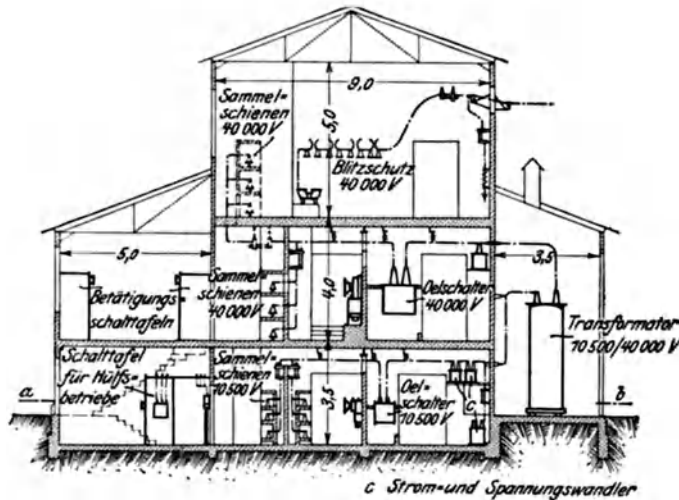 9,0
Sammel=
schienen
40 000 V
5,0
Blitzschutz
40 000 V
5,0
3,5
Betätigungs
schalttafeln
Sammel=
schienen
40 000 V
4,0
Oelschalter
40 000 V
Transformator
10 500/40 000 V
Schalttafel
für Hülfs=
betriebe
Sammel=
schienen
10 500 V
3,5
Oel=
schalter
10 500 V
c
a
b
c Strom=und Spannungswandler